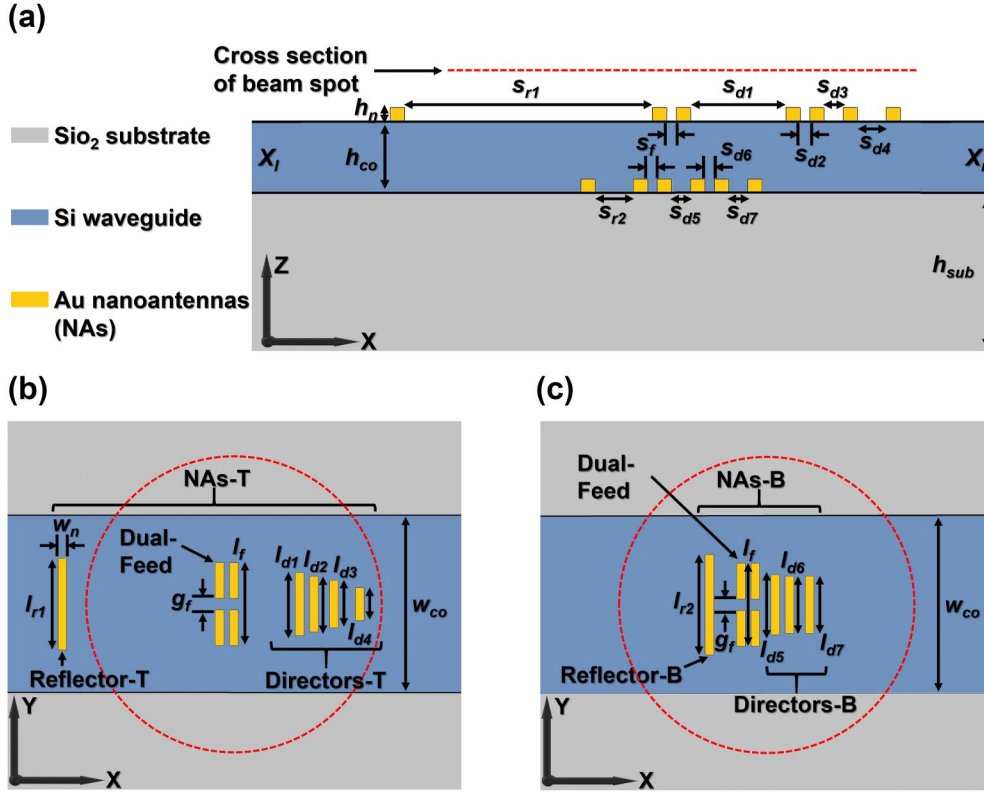 (a)
Cross section
of beam spot
s_r1
s_d1
s_d3
h_n
SiO₂ substrate
X_l
h_co
s_f
s_d6
s_d2
s_d4
Si waveguide
s_r2
s_d5
s_d7
h_sub
Au nanoantennas
(NAs)
Z
X
(b)
NAs-T
w_n
Dual-
Feed
l_f
l_d1
l_d2
l_d3
l_r1
g_f
w_co
l_d4
Reflector-T
Directors-T
Y
X
(c)
Dual-
Feed
NAs-B
l_f
l_d6
l_r2
w_co
g_f
l_d5
l_d7
Reflector-B
Directors-B
Y
X